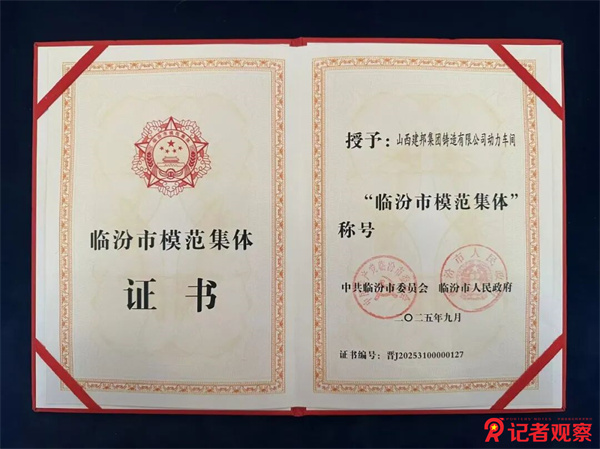 临汾市模范集体
证书
授予：山西建邦集团铸造有限公司动力车间
“临汾市模范集体”
称号
中共临汾市委员会 临汾市人民政府
二〇二五年九月
证书编号：晋J20253100000127
记者观察